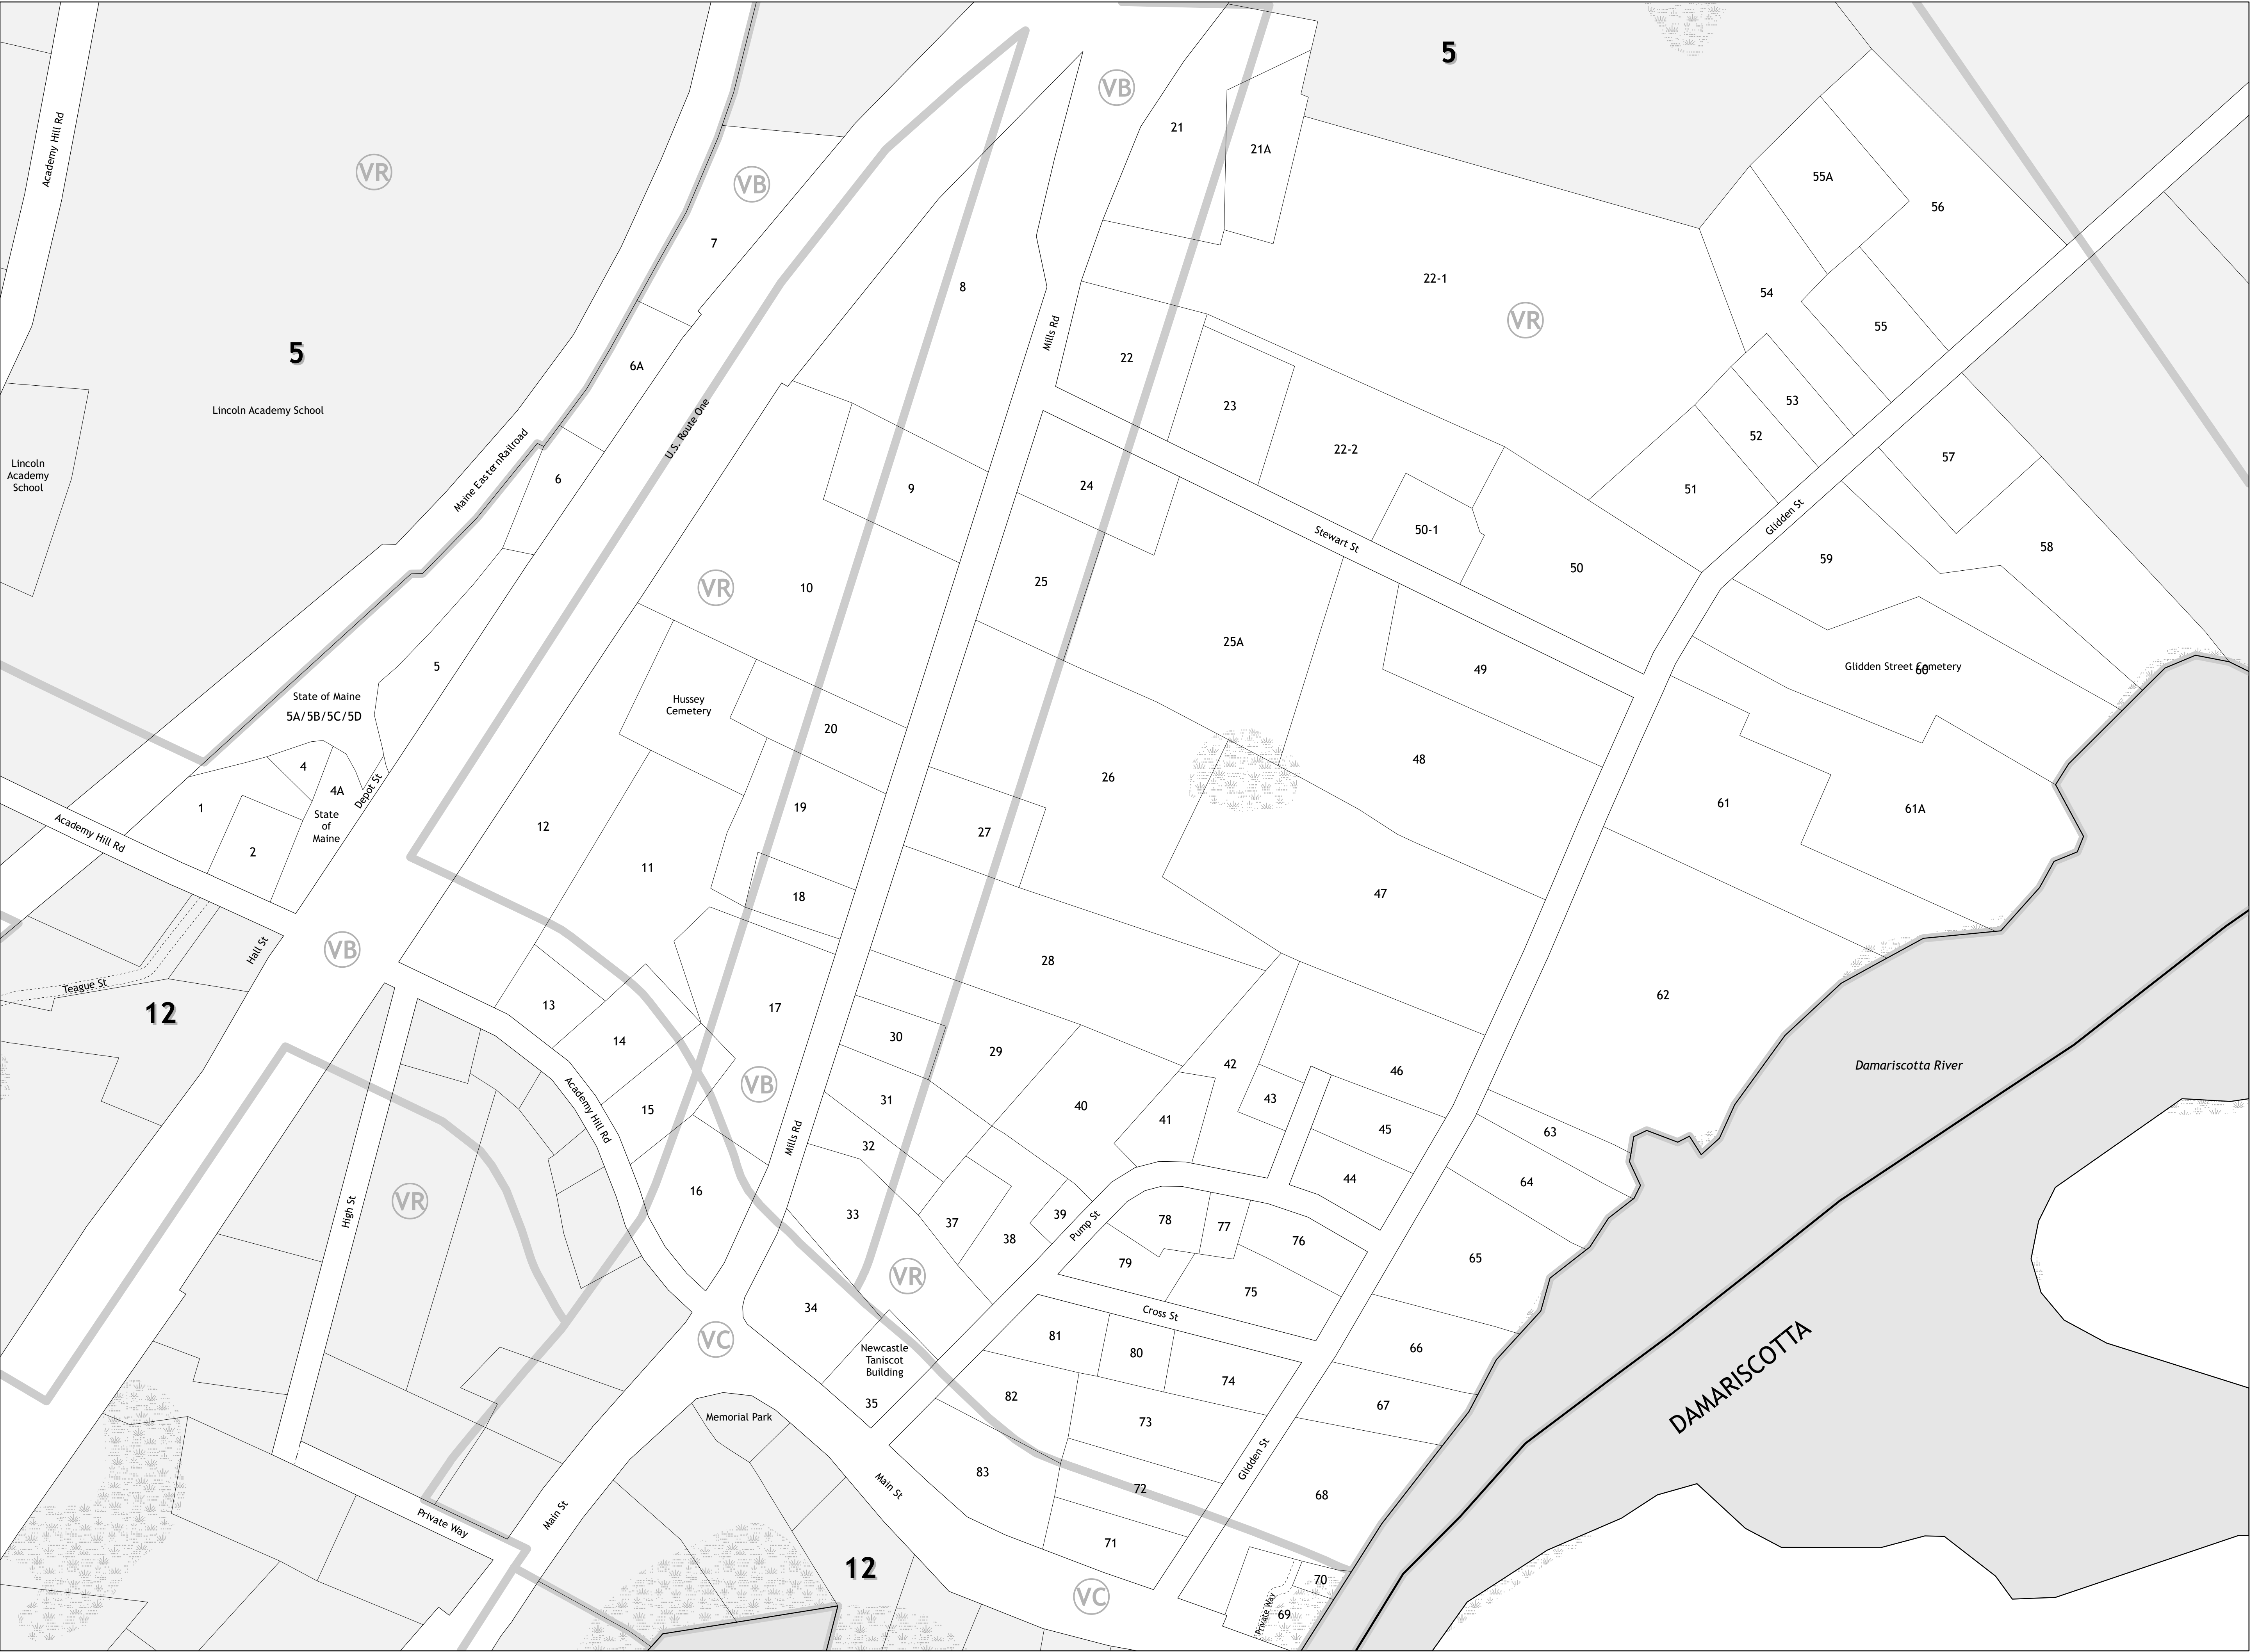 5
VB
21
21A
Academy Hill Rd
VR
VB
55A
56
7
22-1
8
54
VR
Mills Rd
55
5
22
6A
53
23
Lincoln Academy School
U.S. Route One
52
22-2
57
Lincoln
Academy
School
Maine Eastern Railroad
6
9
24
51
Glidden St
50-1
Stewart St
58
59
50
25
VR
10
25A
49
Glidden Street Cemetery
60
5
State of Maine
5A/5B/5C/5D
Hussey
Cemetery
20
48
4
26
4A
Depot St
1
19
61
61A
State
of
Maine
12
27
Academy Hill Rd
2
11
18
47
Hall St
VB
28
Teague St
62
12
13
17
14
30
29
42
Damariscotta River
46
VB
31
43
40
Academy Hill Rd
15
41
45
63
Mills Rd
32
44
64
16
VR
High St
33
37
39
Pump St
78
77
38
76
65
79
VR
75
34
Cross St
VC
81
DAMARISCOTTA
66
Newcastle
Taniscot
Building
80
74
82
35
67
Memorial Park
73
Glidden St
83
Main St
72
68
Main St
Private Way
71
12
70
VC
Private Way
69